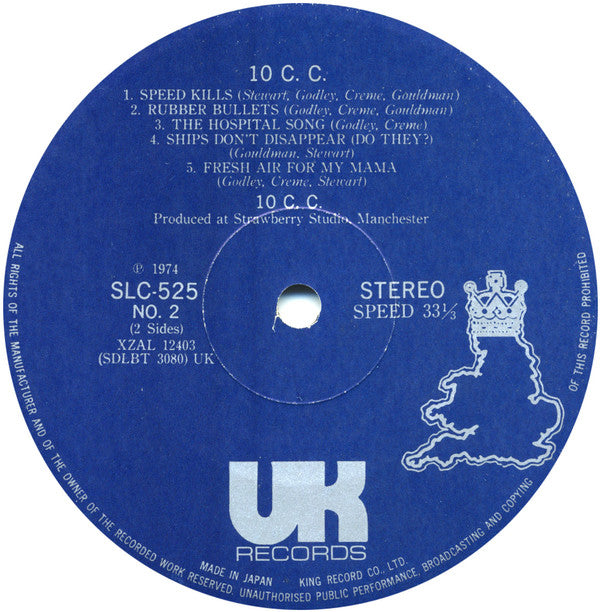 10 C. C.
1. SPEED KILLS (Stewart, Godley, Creme, Gouldman)
2. RUBBER BULLETS (Godley, Creme, Gouldman)
3. THE HOSPITAL SONG (Godley, Creme)
4. SHIPS DON'T DISAPPEAR (DO THEY?)
(Gouldman, Stewart)
5. FRESH AIR FOR MY MAMA
(Godley, Creme, Stewart)
10 C. C.
Produced at Strawberry Studio, Manchester
℗ 1974
SLC-525
NO. 2
(2 Sides)
XZAL 12403
(SDLBT 3080) UK
STEREO
SPEED 33⅓
UK
RECORDS
MADE IN JAPAN · KING RECORD CO., LTD.
ALL RIGHTS OF THE MANUFACTURER AND OF THE OWNER OF THE RECORDED WORK RESERVED. UNAUTHORISED PUBLIC PERFORMANCE, BROADCASTING AND COPYING OF THIS RECORD PROHIBITED